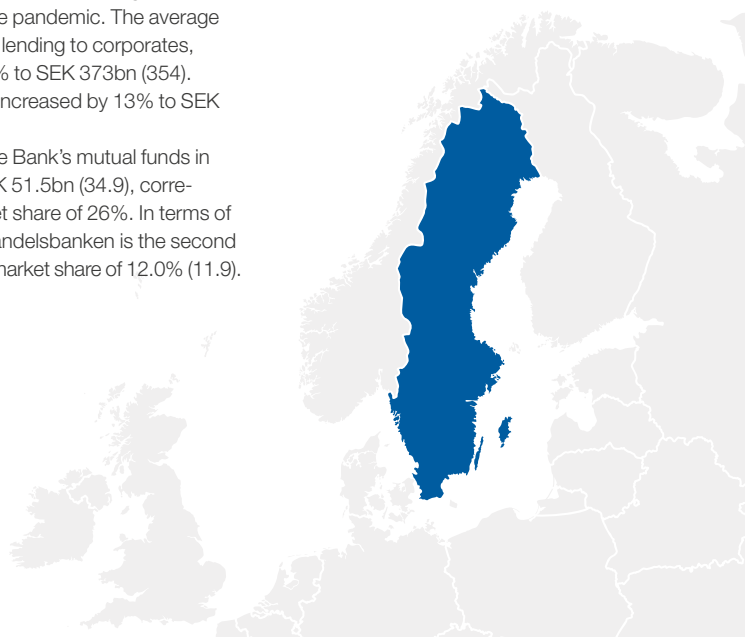 e pandemic. The average
lending to corporates,
% to SEK 373bn (354).
ncreased by 13% to SEK
e Bank’s mutual funds in
K 51.5bn (34.9), corre-
et share of 26%. In terms of
andelsbanken is the second
market share of 12.0% (11.9).